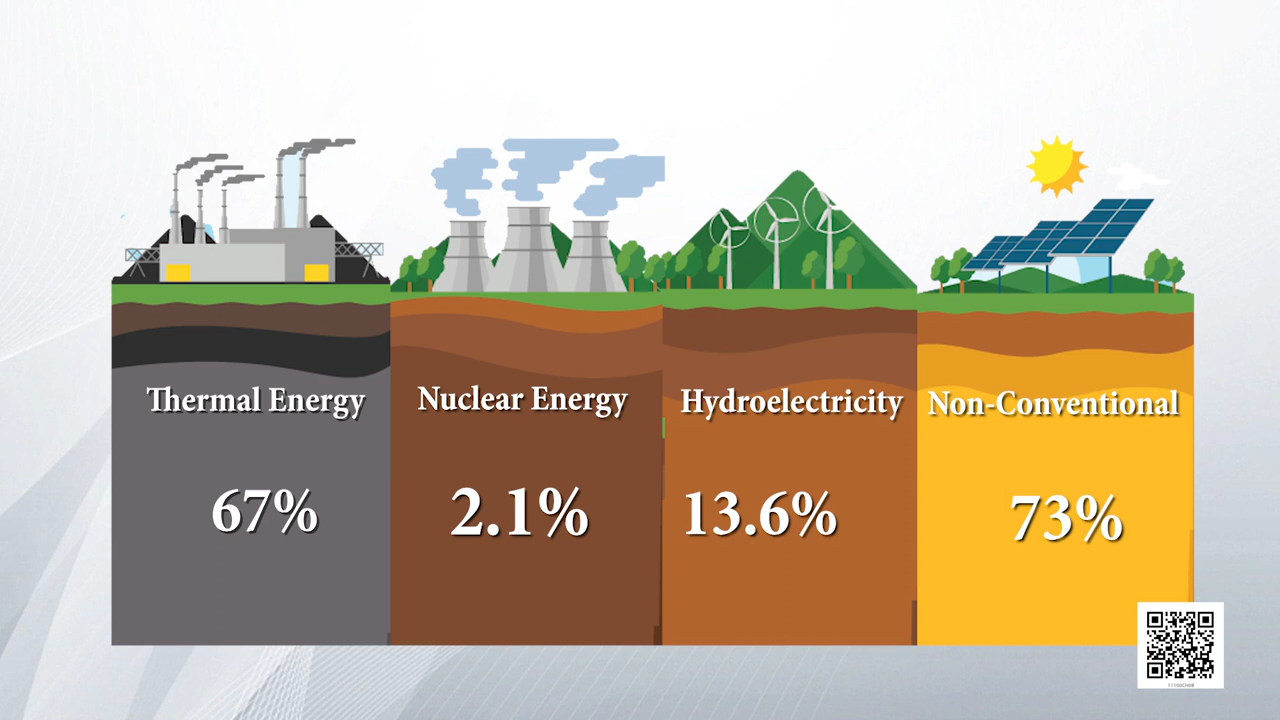 Thermal Energy
67%
Nuclear Energy
2.1%
Hydroelectricity
13.6%
Non-Conventional
73%